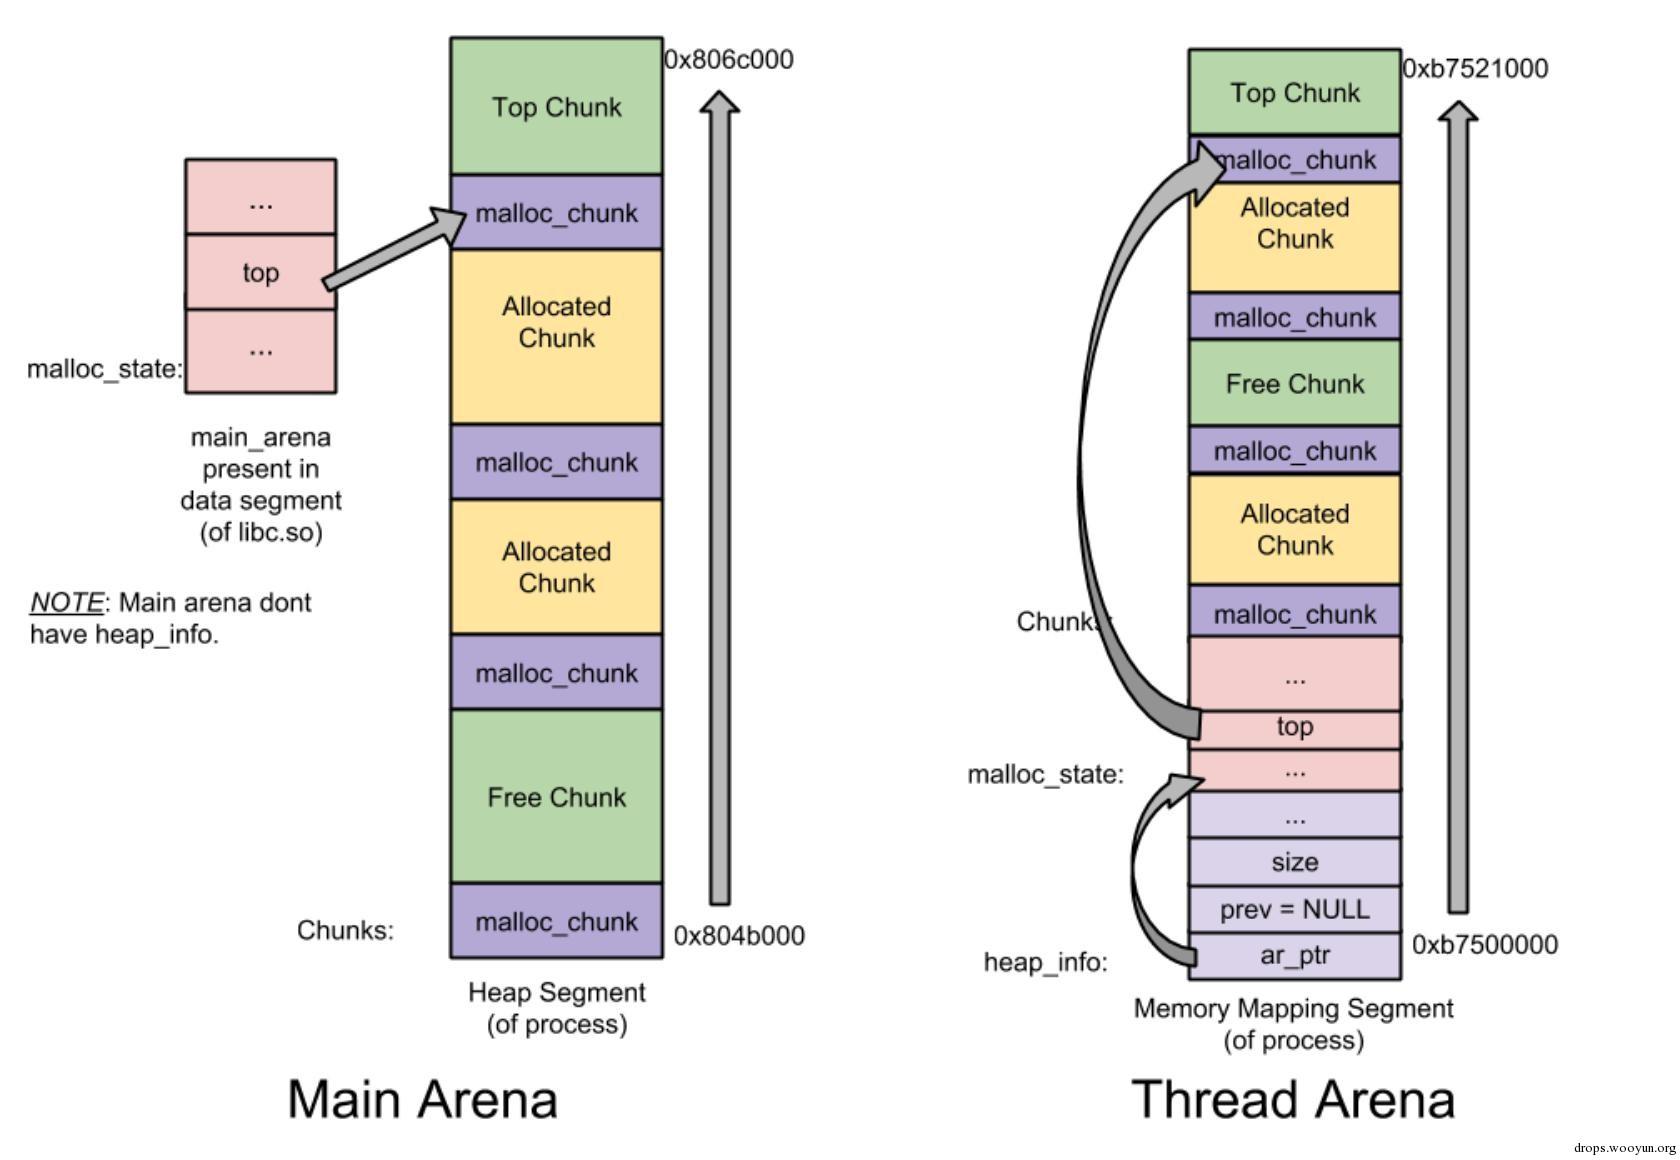 0x806c000
Top Chunk
malloc_chunk
...
top
...
malloc_state:
main_arena
present in
data segment
(of libc.so)
NOTE: Main arena dont
have heap_info.
Allocated
Chunk
malloc_chunk
Allocated
Chunk
malloc_chunk
Free Chunk
Chunks:
malloc_chunk
0x804b000
Heap Segment
(of process)
Main Arena
0xb7521000
Top Chunk
malloc_chunk
Allocated
Chunk
malloc_chunk
Free Chunk
malloc_chunk
Allocated
Chunk
Chunks:
malloc_chunk
...
top
malloc_state:
...
...
size
prev = NULL
heap_info:
ar_ptr
0xb7500000
Memory Mapping Segment
(of process)
Thread Arena
drops.wooyun.org